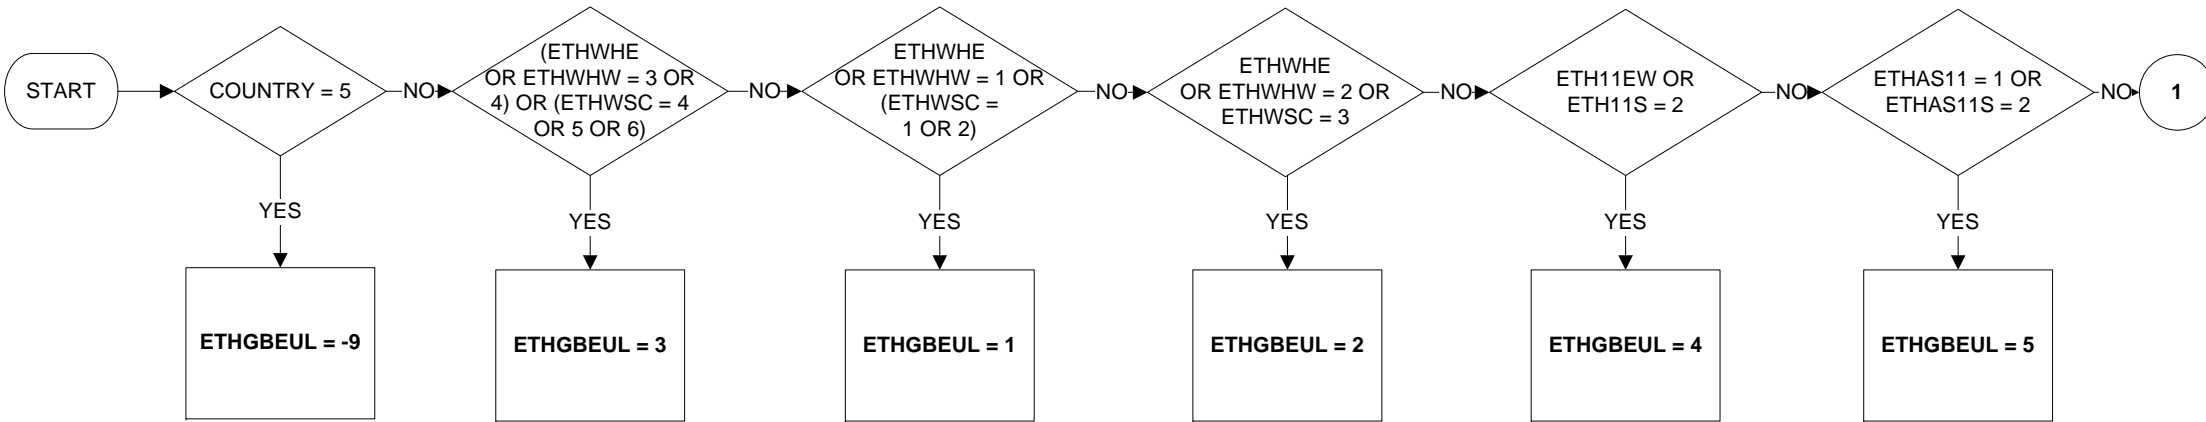 START
COUNTRY = 5
NO
(ETHWHE
OR ETHWHW = 3 OR
4) OR (ETHWSC = 4
OR 5 OR 6)
NO
ETHWHE
OR ETHWHW = 1 OR
(ETHWSC =
1 OR 2)
NO
ETHWHE
OR ETHWHW = 2 OR
ETHWSC = 3
NO
ETH11EW OR
ETH11S = 2
NO
ETHAS11 = 1 OR
ETHAS11S = 2
NO
1
YES
YES
YES
YES
YES
YES
ETHGBEUL = -9
ETHGBEUL = 3
ETHGBEUL = 1
ETHGBEUL = 2
ETHGBEUL = 4
ETHGBEUL = 5